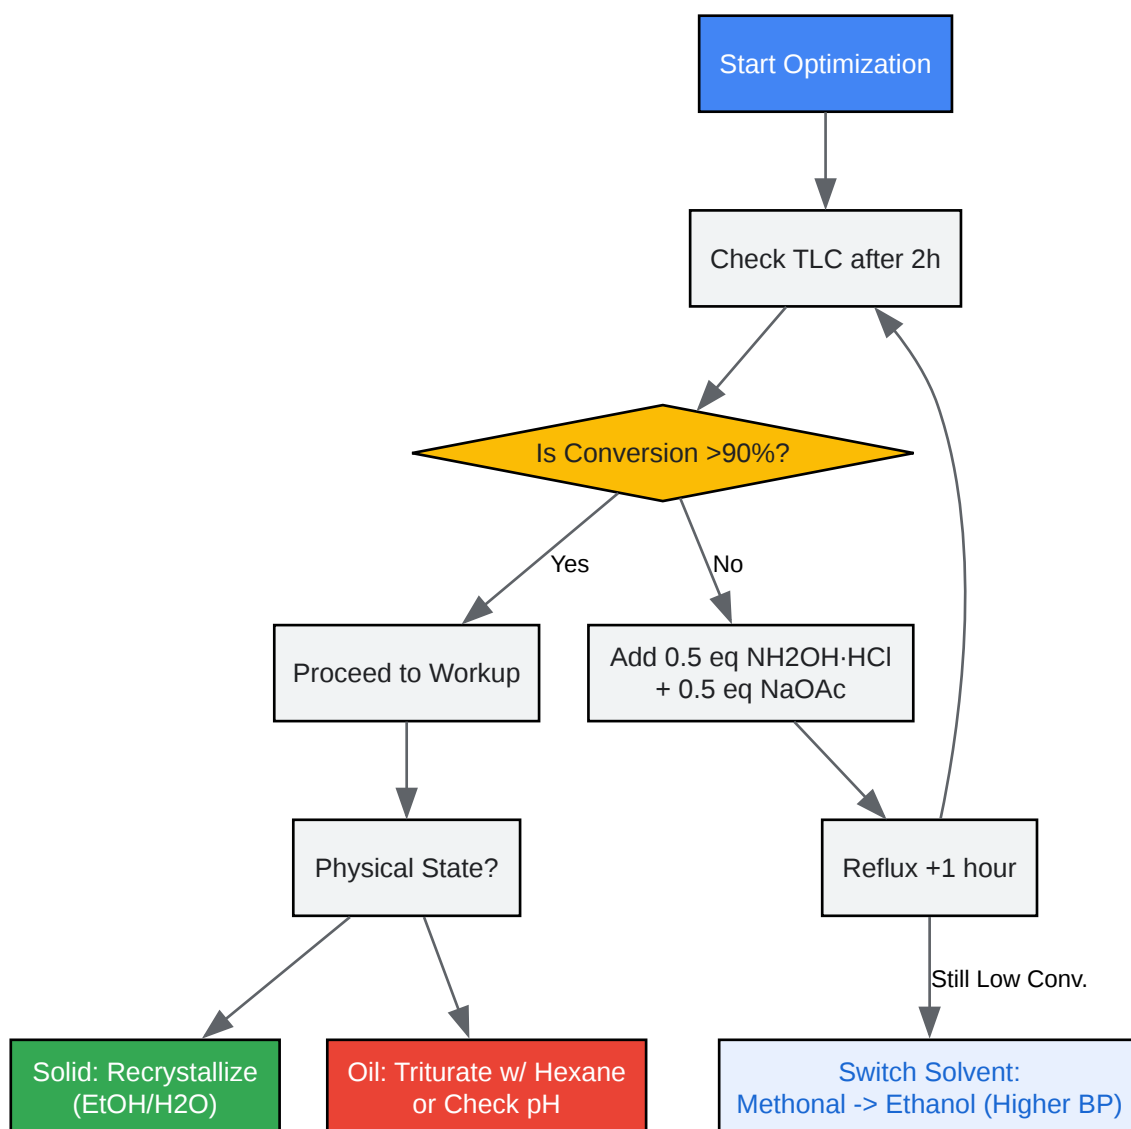 Start Optimization
Check TLC after 2h
Is Conversion >90%?
Yes
No
Proceed to Workup
Add 0.5 eq NH2OH·HCl
+ 0.5 eq NaOAc
Physical State?
Reflux +1 hour
Still Low Conv.
Solid: Recrystallize
(EtOH/H2O)
Oil: Triturate w/ Hexane
or Check pH
Switch Solvent:
Methonal -> Ethanol (Higher BP)